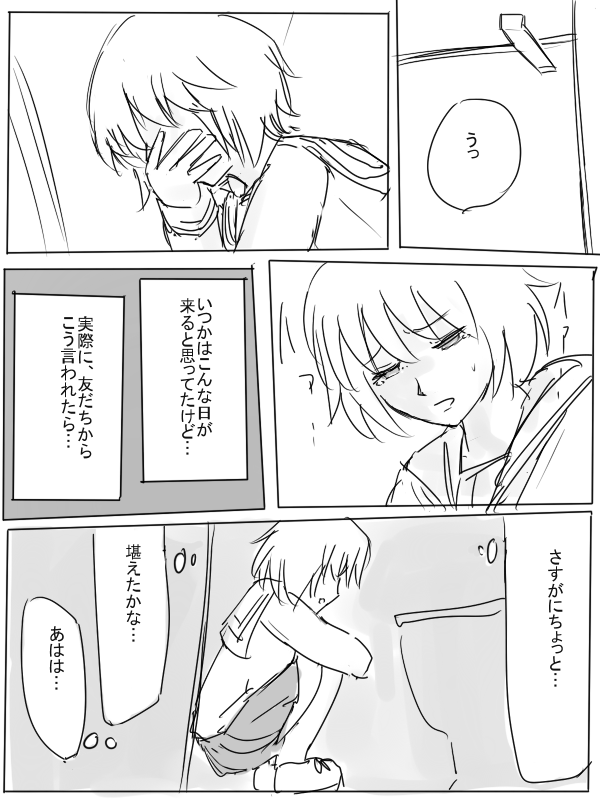 うっ
いつかはこんな日が
来ると思ってたけど…
実際に、友だちから
こう言われたら…
さすがにちょっと…
堪えたかな…
あはは…